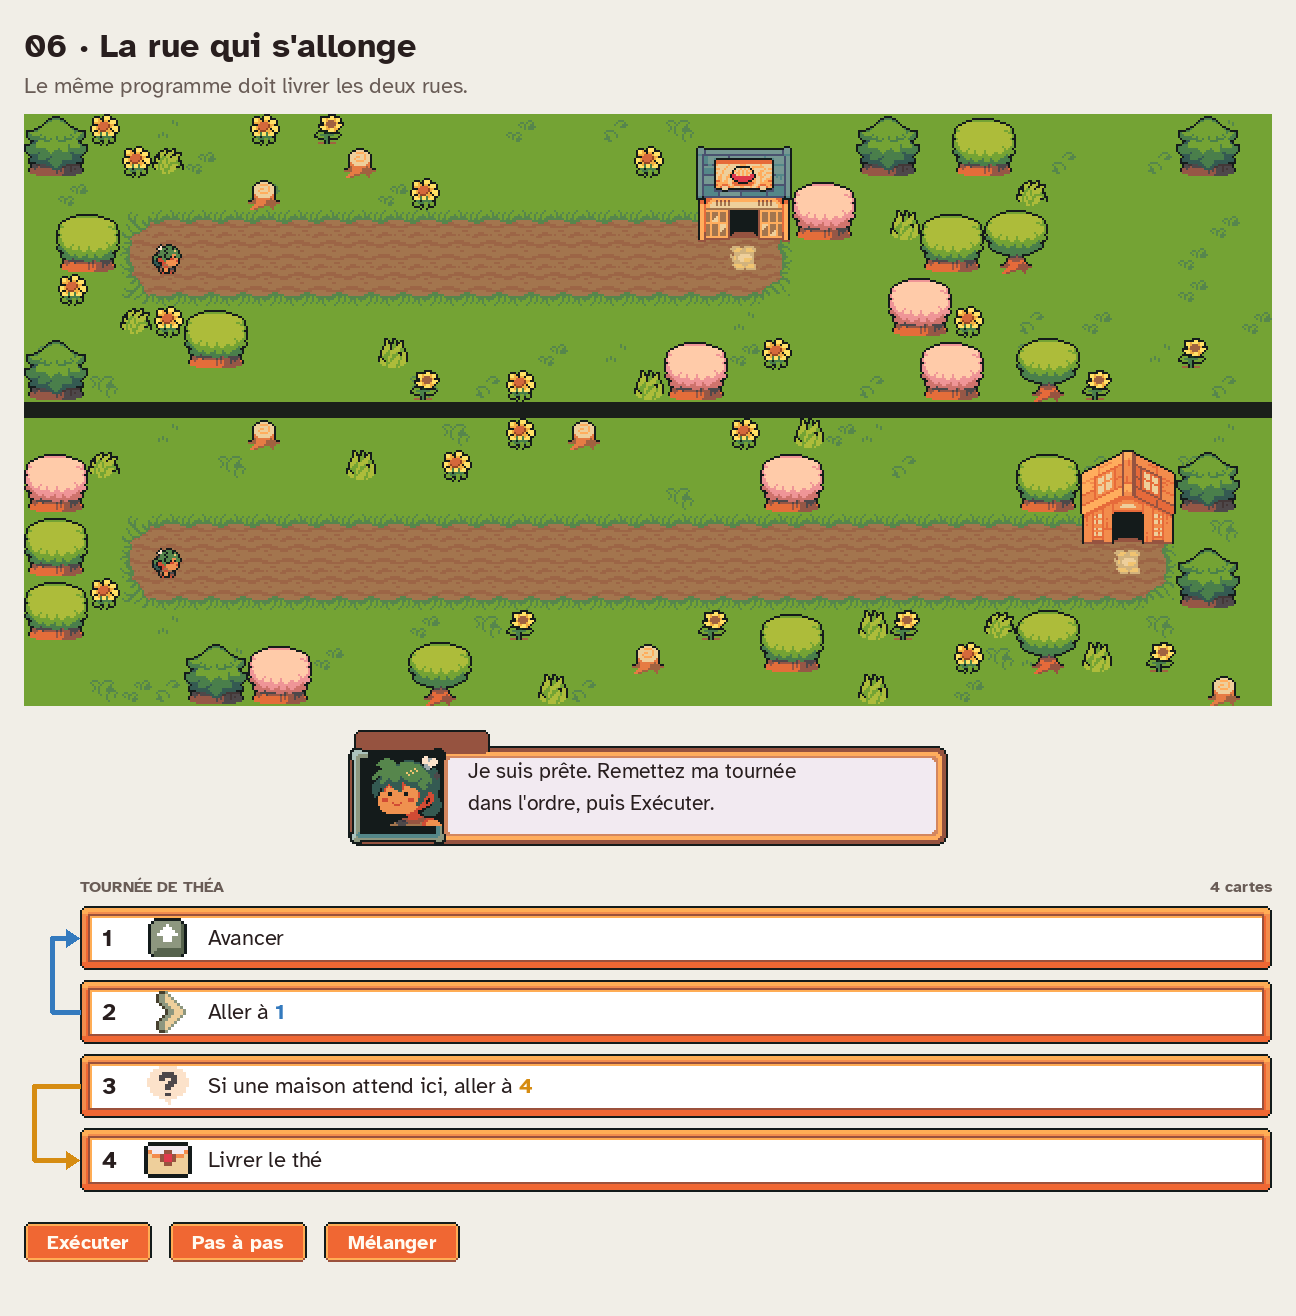 06 · La rue qui s'allonge
Le même programme doit livrer les deux rues.
Je suis prête. Remettez ma tournée
dans l'ordre, puis Exécuter.
TOURNÉE DE THÉA
4 cartes
1 Avancer
2 Aller à 1
3 ? Si une maison attend ici, aller à 4
4 Livrer le thé
Exécuter
Pas à pas
Mélanger